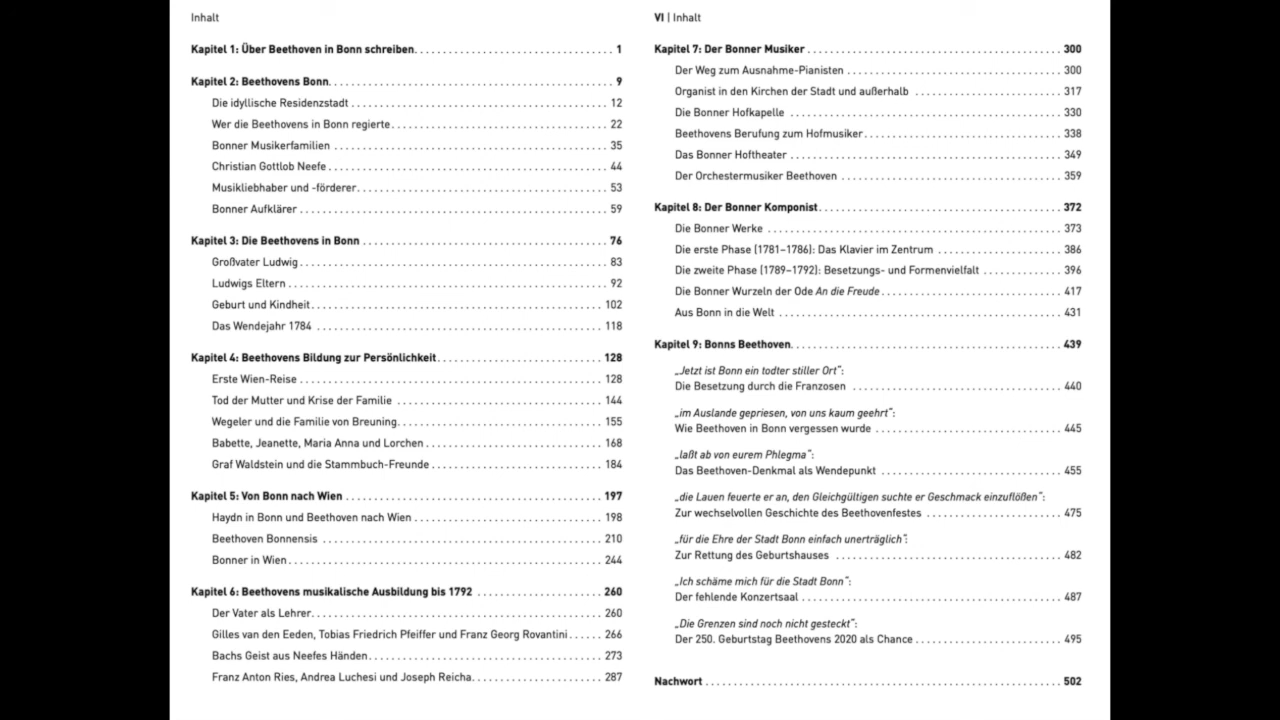 Inhalt
Kapitel 1: Über Beethoven in Bonn schreiben. . . . . . . . . . . . . . . . . . . . . . . . . . . . . . 1
Kapitel 2: Beethovens Bonn. . . . . . . . . . . . . . . . . . . . . . . . . . . . . . 9
Die idyllische Residenzstadt . . . . . . . . . . . . . . . . . . . . 12
Wer die Beethovens in Bonn regierte. . . . . . . . . . . . . . . . . . . . 22
Bonner Musikerfamilien . . . . . . . . . . . . . . . . . . . . 35
Christian Gottlob Neefe . . . . . . . . . . . . . . . . . . . . 44
Musikliebhaber und -förderer. . . . . . . . . . . . . . . . . . . . 53
Bonner Aufklärer . . . . . . . . . . . . . . . . . . . . 59
Kapitel 3: Die Beethovens in Bonn . . . . . . . . . . . . . . . . . . . . 76
Großvater Ludwig . . . . . . . . . . . . . . . . . . . . 83
Ludwigs Eltern . . . . . . . . . . . . . . . . . . . . 92
Geburt und Kindheit . . . . . . . . . . . . . . . . . . . . 102
Das Wendejahr 1784 . . . . . . . . . . . . . . . . . . . . 118
Kapitel 4: Beethovens Bildung zur Persönlichkeit . . . . . . . . . . . . . . . . . . . . 128
Erste Wien-Reise . . . . . . . . . . . . . . . . . . . . 128
Tod der Mutter und Krise der Familie . . . . . . . . . . . . . . . . . . . . 144
Wegeler und die Familie von Breuning. . . . . . . . . . . . . . . . . . . . 155
Babette, Jeanette, Maria Anna und Lorchen . . . . . . . . . . . . . . . . . . . . 168
Graf Waldstein und die Stammbuch-Freunde . . . . . . . . . . . . . . . . . . . . 184
Kapitel 5: Von Bonn nach Wien . . . . . . . . . . . . . . . . . . . . 197
Haydn in Bonn und Beethoven nach Wien . . . . . . . . . . . . . . . . . . . . 198
Beethoven Bonnensis . . . . . . . . . . . . . . . . . . . . 210
Bonner in Wien . . . . . . . . . . . . . . . . . . . . 244
Kapitel 6: Beethovens musikalische Ausbildung bis 1792 . . . . . . . . . . . . . . . . . . . . 260
Der Vater als Lehrer. . . . . . . . . . . . . . . . . . . . 260
Gilles van den Eeden, Tobias Friedrich Pfeiffer und Franz Georg Rovantini . . . . . . 266
Bachs Geist aus Neefes Händen . . . . . . . . . . . . . . . . . . . . 273
Franz Anton Ries, Andrea Luchesi und Joseph Reicha. . . . . . . . . . . . . . . . . . . . 287
VI | Inhalt
Kapitel 7: Der Bonner Musiker . . . . . . . . . . . . . . . . . . . . 300
Der Weg zum Ausnahme-Pianisten . . . . . . . . . . . . . . . . . . . . 300
Organist in den Kirchen der Stadt und außerhalb . . . . . . . . . . . . . . . . . . . . 317
Die Bonner Hofkapelle . . . . . . . . . . . . . . . . . . . . 330
Beethovens Berufung zum Hofmusiker . . . . . . . . . . . . . . . . . . . . 338
Das Bonner Hoftheater . . . . . . . . . . . . . . . . . . . . 349
Der Orchestermusiker Beethoven . . . . . . . . . . . . . . . . . . . . 359
Kapitel 8: Der Bonner Komponist . . . . . . . . . . . . . . . . . . . . 372
Die Bonner Werke . . . . . . . . . . . . . . . . . . . . 373
Die erste Phase (1781–1786): Das Klavier im Zentrum . . . . . . . . . . . . . . . . . . . . 386
Die zweite Phase (1789–1792): Besetzungs- und Formenvielfalt . . . . . . . . . . . . 396
Die Bonner Wurzeln der Ode An die Freude . . . . . . . . . . . . . . . . . . . . 417
Aus Bonn in die Welt . . . . . . . . . . . . . . . . . . . . 431
Kapitel 9: Bonns Beethoven. . . . . . . . . . . . . . . . . . . . 439
„Jetzt ist Bonn ein todter stiller Ort“:
Die Besetzung durch die Franzosen . . . . . . . . . . . . . . . . . . . . 440
„im Auslande gepriesen, von uns kaum geehrt“:
Wie Beethoven in Bonn vergessen wurde . . . . . . . . . . . . . . . . . . . . 445
„laßt ab von eurem Phlegma“:
Das Beethoven-Denkmal als Wendepunkt . . . . . . . . . . . . . . . . . . . . 455
„die Lauen feuerte er an, den Gleichgültigen suchte er Geschmack einzuflößen“:
Zur wechselvollen Geschichte des Beethovenfestes . . . . . . . . . . . . . . . . . . . . 475
„für die Ehre der Stadt Bonn einfach unerträglich“:
Zur Rettung des Geburtshauses . . . . . . . . . . . . . . . . . . . . 482
„Ich schäme mich für die Stadt Bonn“:
Der fehlende Konzertsaal . . . . . . . . . . . . . . . . . . . . 487
„Die Grenzen sind noch nicht gesteckt“:
Der 250. Geburtstag Beethovens 2020 als Chance . . . . . . . . . . . . . . . . . . . . 495
Nachwort . . . . . . . . . . . . . . . . . . . . 502